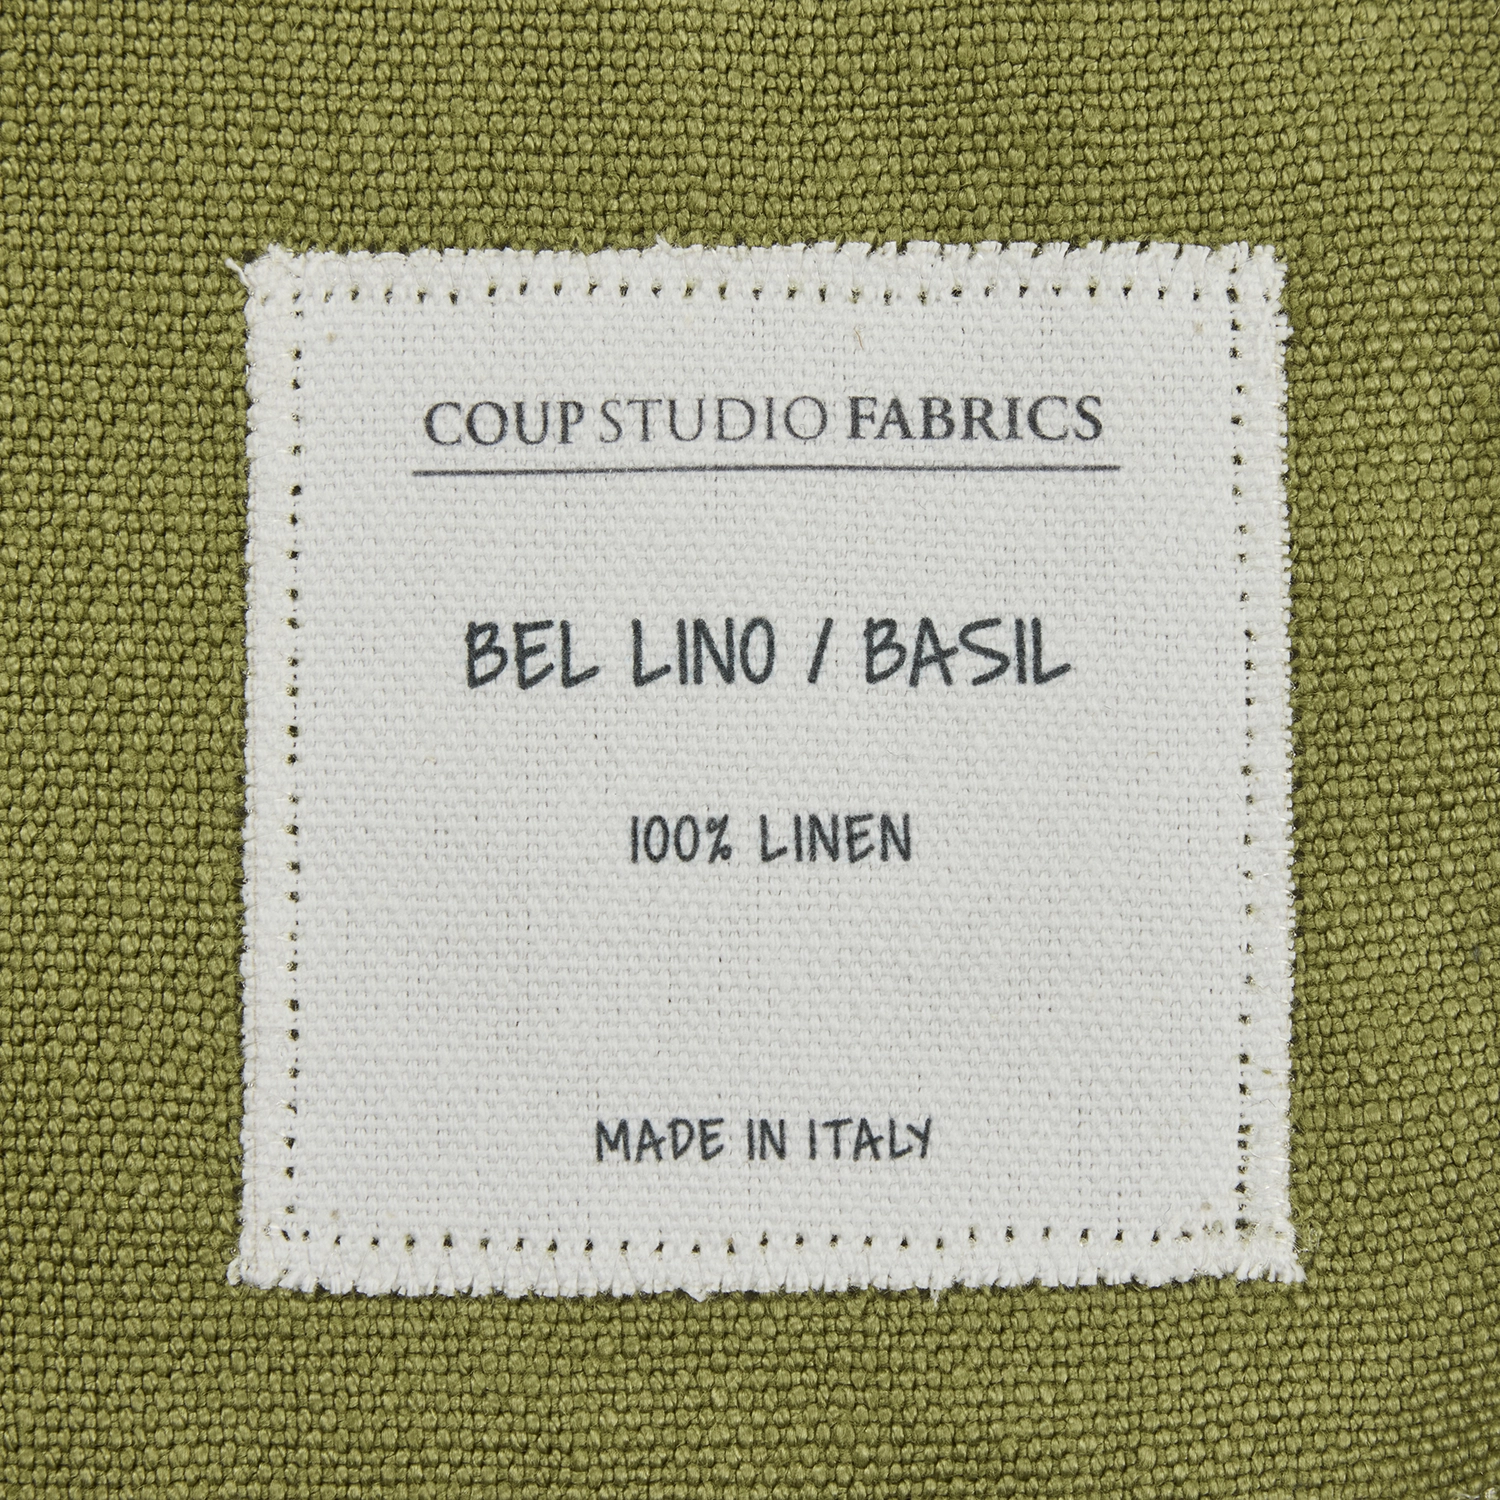 COUP STUDIO FABRICS
BEL LINO / BASIL
100% LINEN
MADE IN ITALY